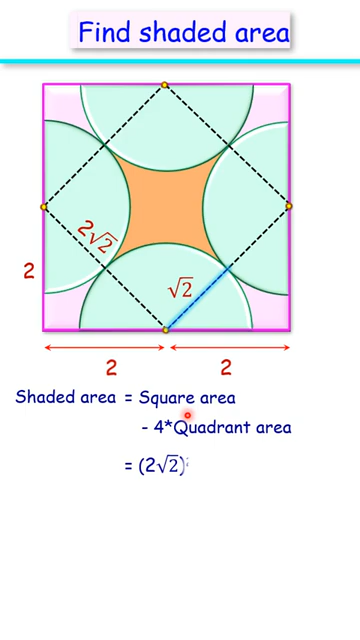 Find shaded area
2√2
2
√2
2 2
Shaded area = Square area
- 4*Quadrant area
= (2√2)